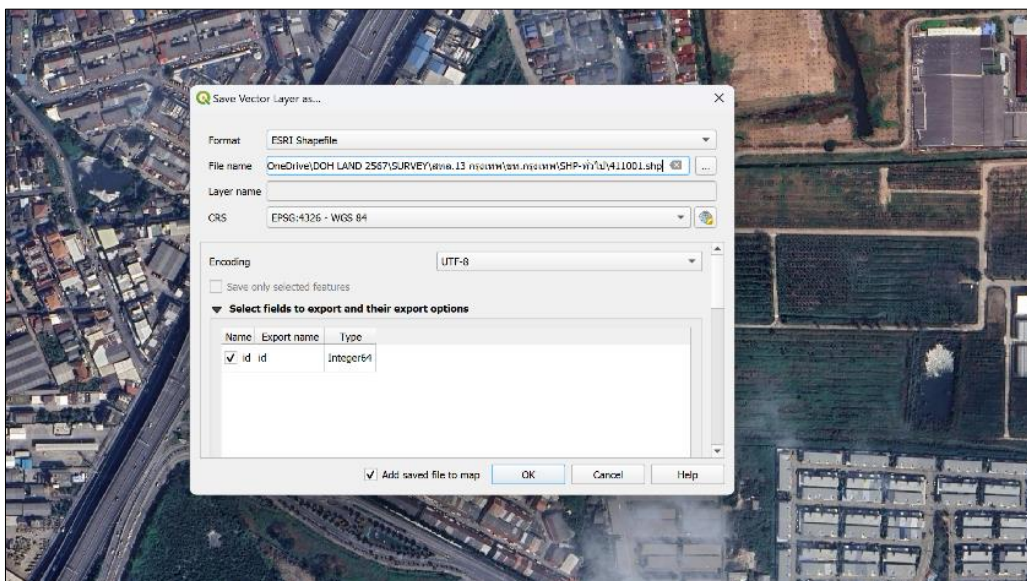 Save Vector Layer as...
Format ESRI Shapefile
File name OneDrive\DOH LAND 2567\SURVEY\สทล.13 กรุงเทพ\ขท.กรุงเทพ\SHP-ทั่วไป\411001.shp ...
Layer name
CRS EPSG:4326 - WGS 84
Encoding UTF-8
Save only selected features
Select fields to export and their export options
Name Export name Type
id id Integer64
Add saved file to map OK Cancel Help